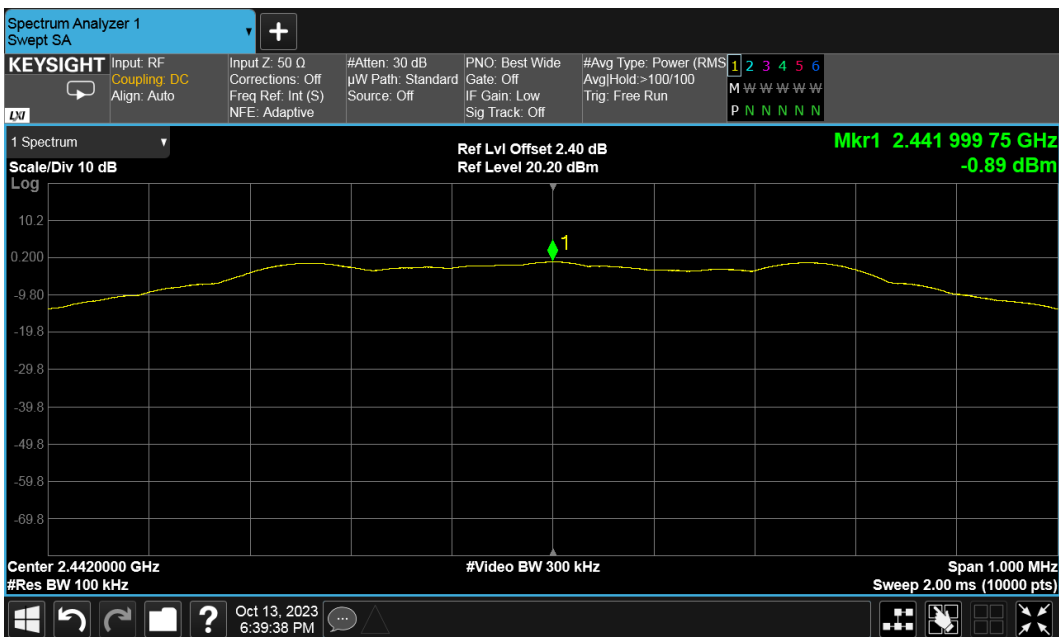 Spectrum Analyzer 1
Swept SA
+
KEYSIGHT
LXI
Input: RF
Coupling: DC
Align: Auto
Input Z: 50 Ω
Corrections: Off
Freq Ref: Int (S)
NFE: Adaptive
#Atten: 30 dB
µW Path: Standard
Source: Off
PNO: Best Wide
Gate: Off
IF Gain: Low
Sig Track: Off
#Avg Type: Power (RMS
Avg|Hold:>100/100
Trig: Free Run
1 2 3 4 5 6
M W W W W W
P N N N N N
1 Spectrum
Scale/Div 10 dB
Log
Ref Lvl Offset 2.40 dB
Ref Level 20.20 dBm
Mkr1 2.441 999 75 GHz
-0.89 dBm
1
10.2
0.200
-9.80
-19.8
-29.8
-39.8
-49.8
-59.8
-69.8
Center 2.4420000 GHz
#Res BW 100 kHz
#Video BW 300 kHz
Span 1.000 MHz
Sweep 2.00 ms (10000 pts)
?
Oct 13, 2023
6:39:38 PM